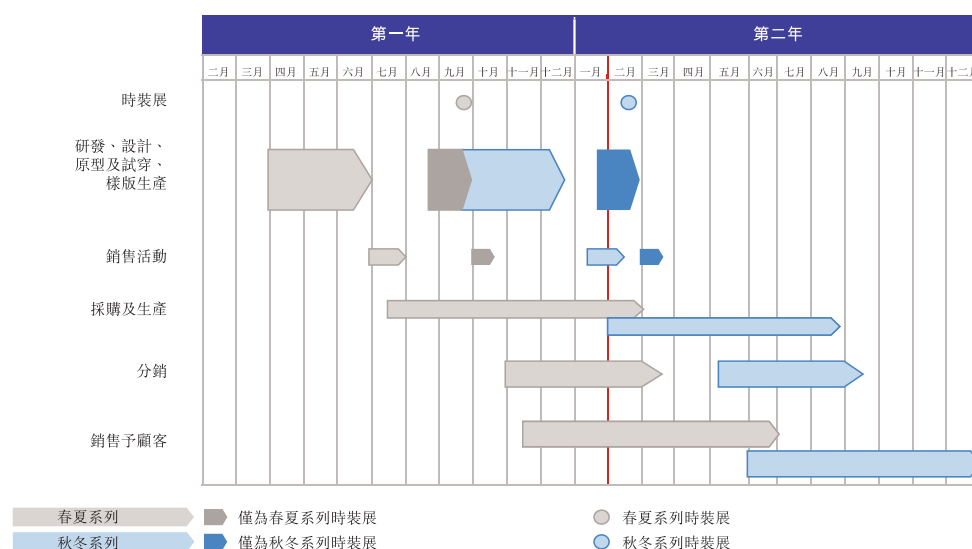 第一年 第二年
二月 三月 四月 五月 六月 七月 八月 九月 十月 十一月 十二月 一月 二月 三月 四月 五月 六月 七月 八月 九月 十月 十一月 十二月
時裝展
研發、設計、
原型及試穿、
樣版生產
銷售活動
採購及生產
分銷
銷售予顧客
春夏系列 僅為春夏系列時裝展 春夏系列時裝展
秋冬系列 僅為秋冬系列時裝展 秋冬系列時裝展